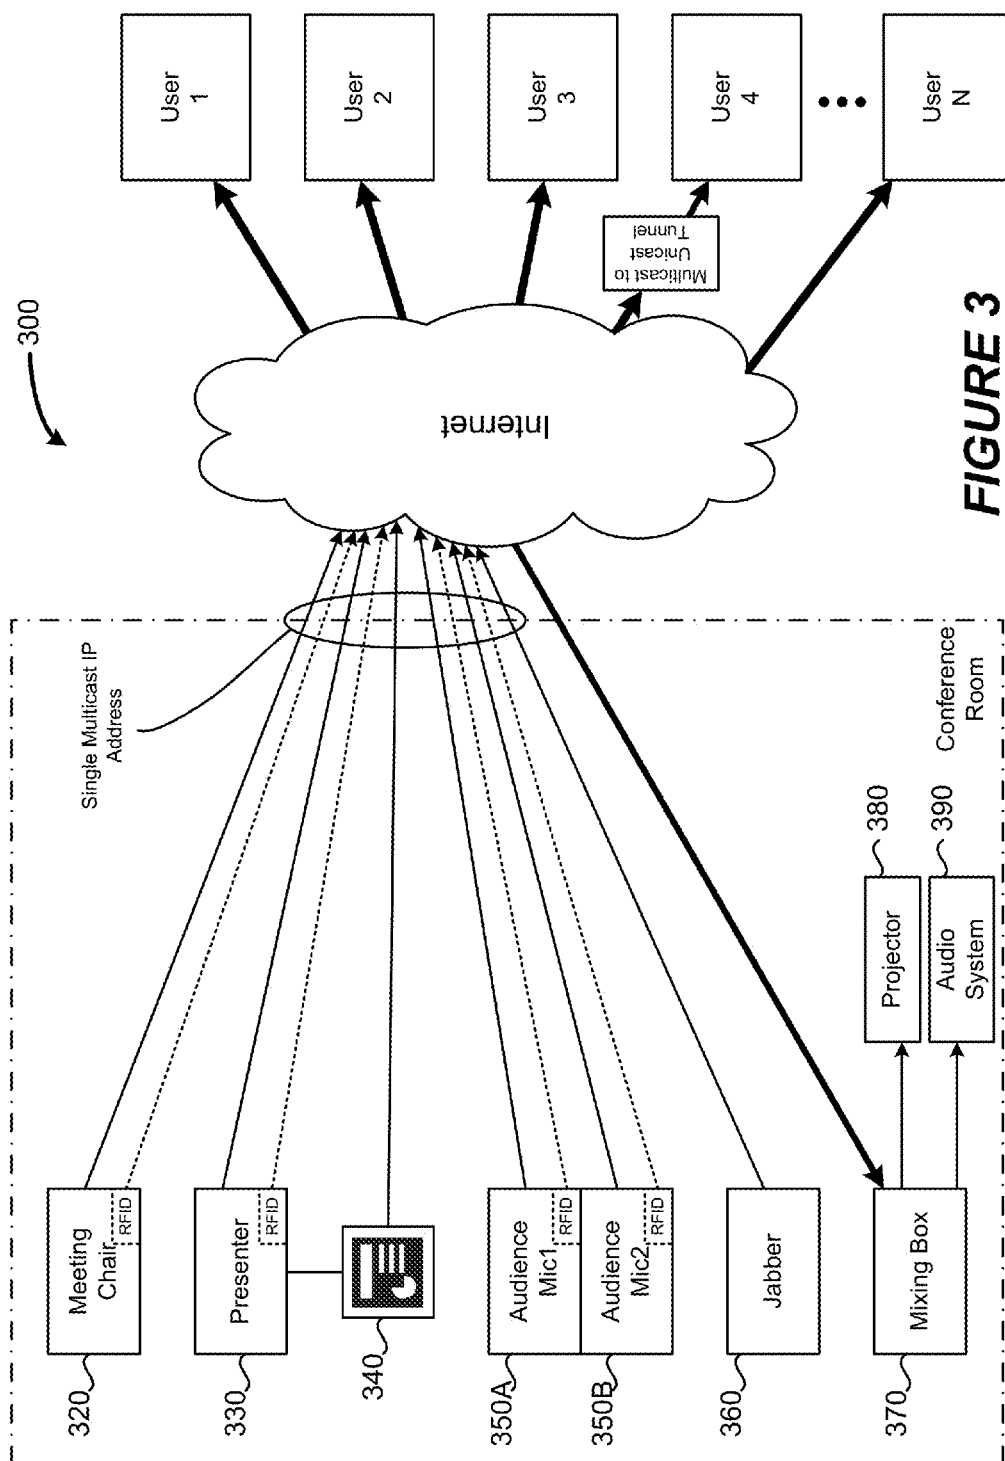 300
Single Multicast IP
Address
320
Meeting
Chair
RFID
330
Presenter
RFID
340
350A
Audience
Mic1
RFID
350B
Audience
Mic2
RFID
360
Jabber
370
Mixing Box
Projector
380
Audio
System
390
Conference
Room
Internet
Multicast to
Unicast
Tunnel
User
1
User
2
User
3
User
4
User
N
FIGURE 3